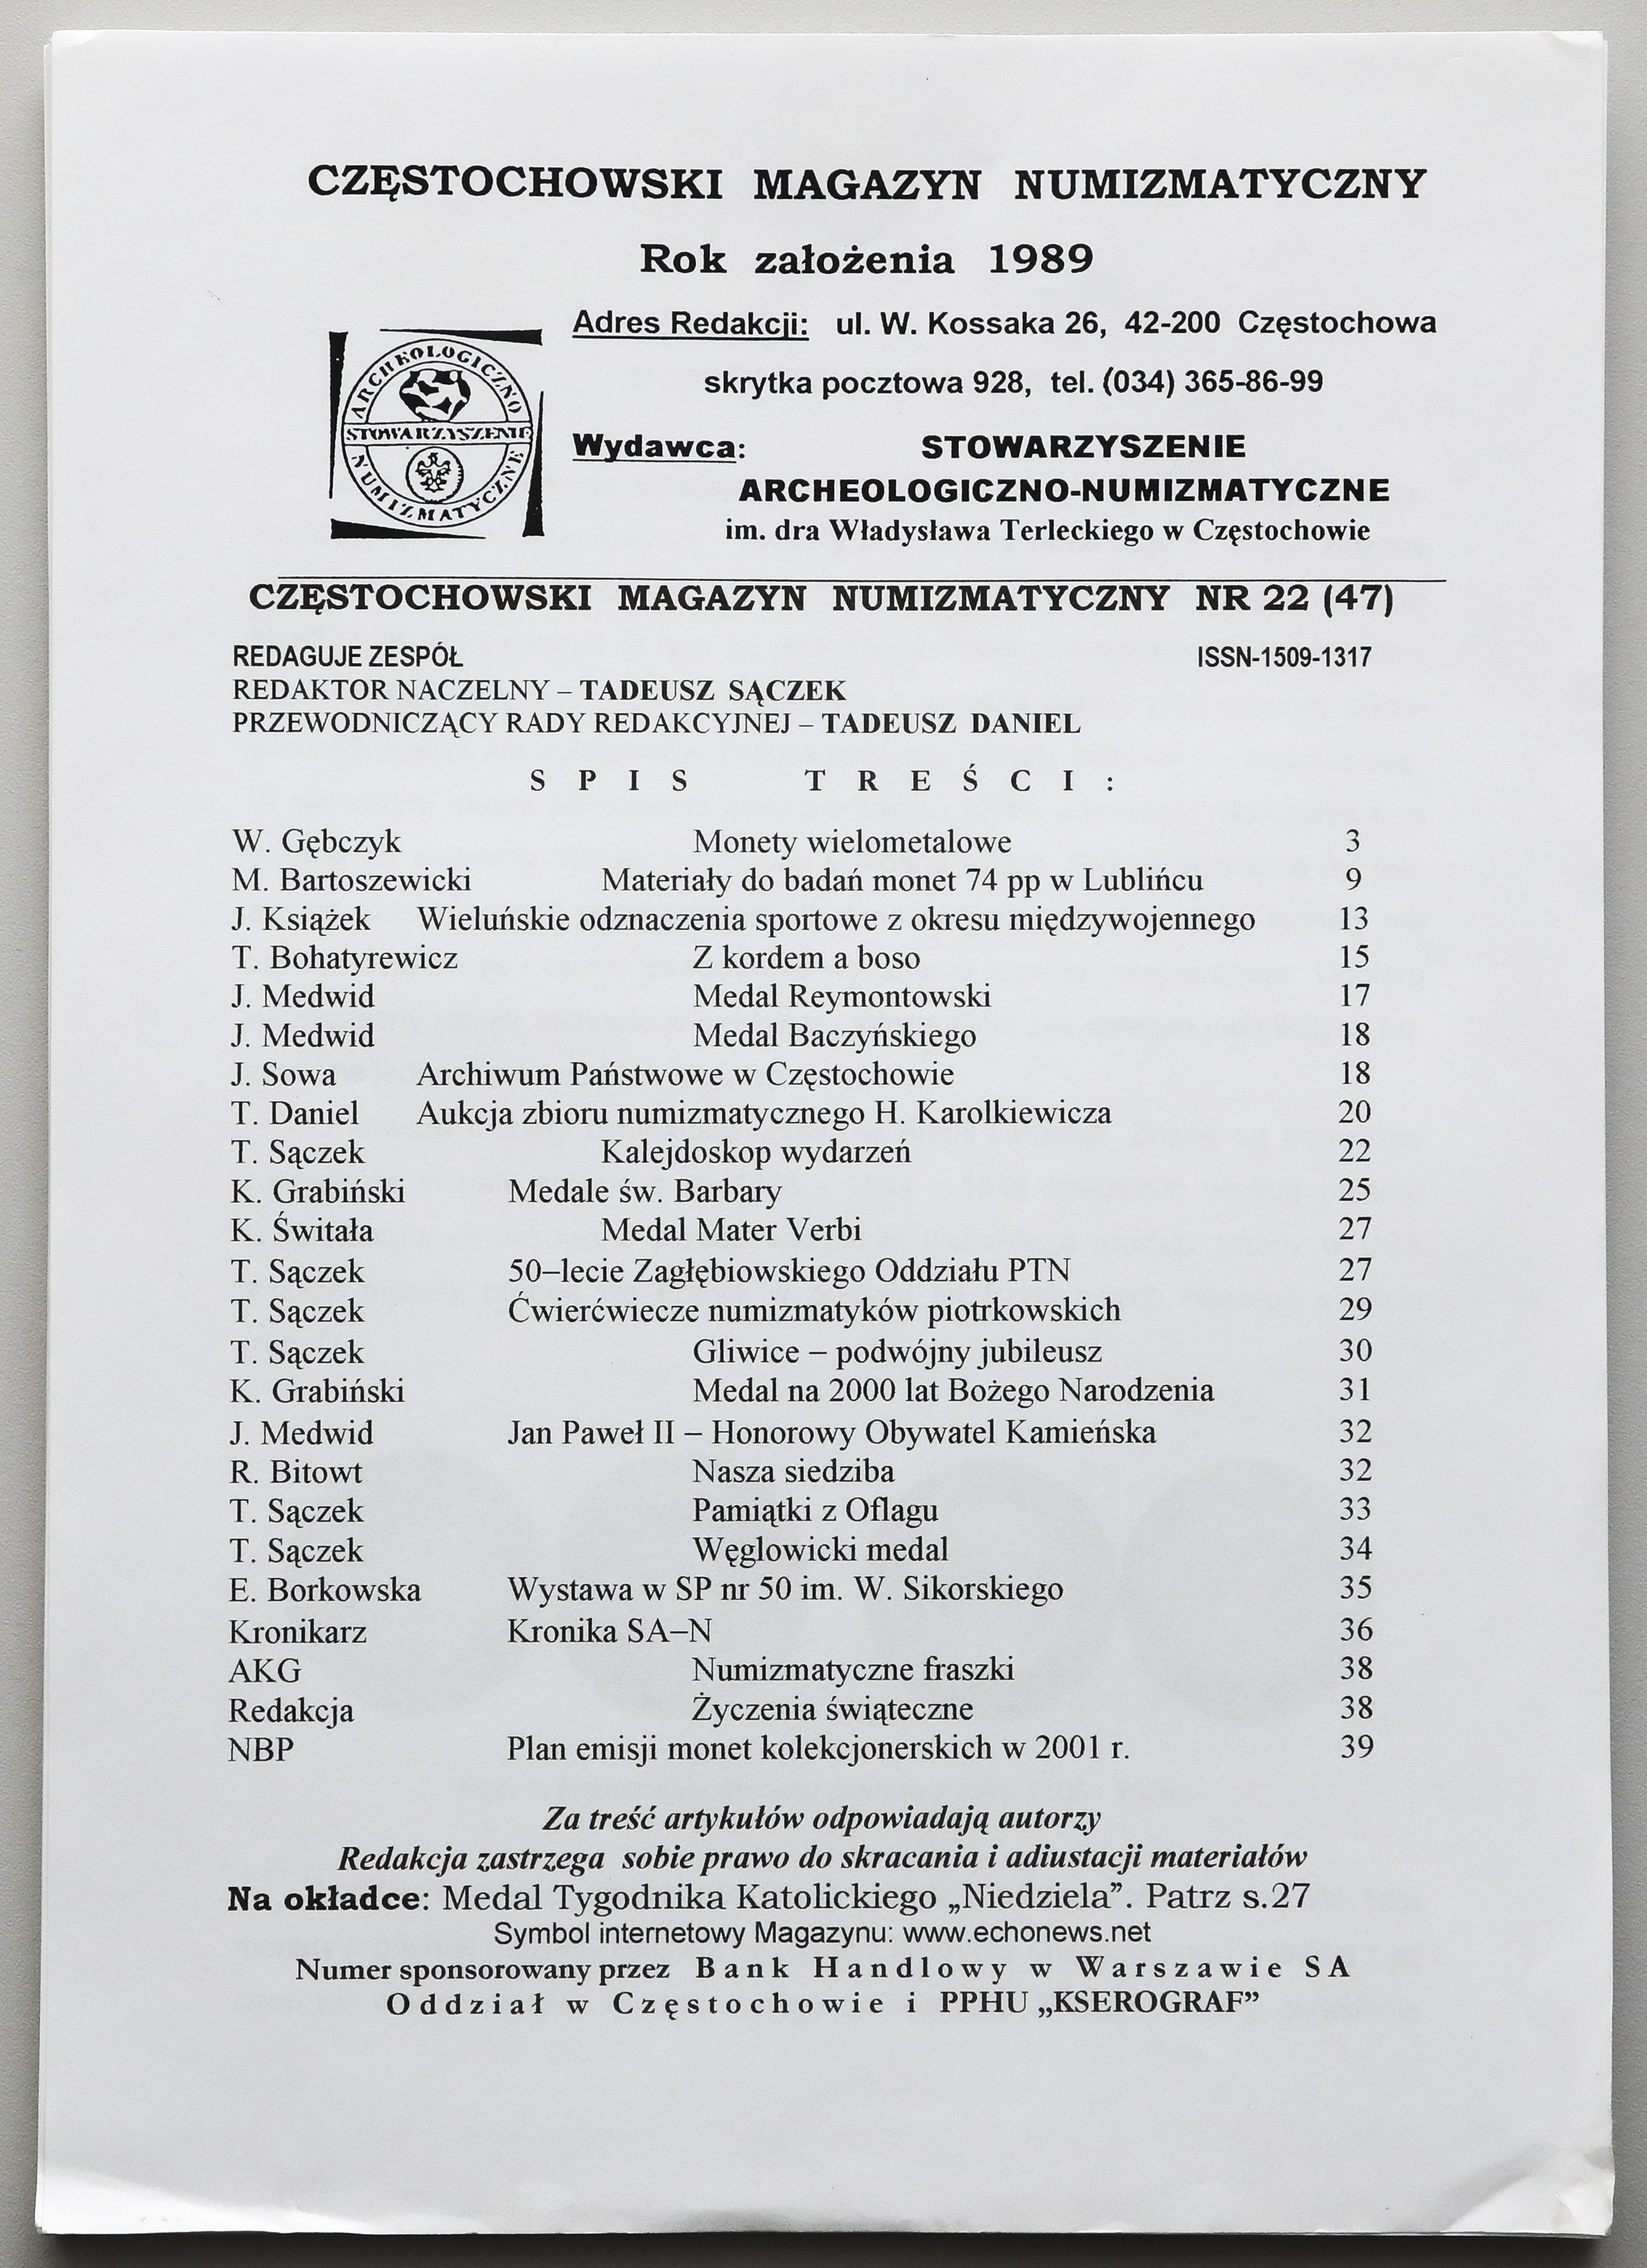 CZĘSTOCHOWSKI MAGAZYN NUMIZMATYCZNY
Rok założenia 1989
Adres Redakcji: ul. W. Kossaka 26, 42-200 Częstochowa
skrytka pocztowa 928, tel. (034) 365-86-99
ARCHEOLOGICZNO
STOWARZYSZENIE
NUMIZMATYCZNE
Wydawca: STOWARZYSZENIE
ARCHEOLOGICZNO-NUMIZMATYCZNE
im. dra Władysława Terleckiego w Częstochowie
CZĘSTOCHOWSKI MAGAZYN NUMIZMATYCZNY NR 22 (47)
REDAGUJE ZESPÓŁ ISSN-1509-1317
REDAKTOR NACZELNY – TADEUSZ SĄCZEK
PRZEWODNICZĄCY RADY REDAKCYJNEJ – TADEUSZ DANIEL
S P I S T R E Ś C I :
W. Gębczyk Monety wielometalowe 3
M. Bartoszewicki Materiały do badań monet 74 pp w Lublińcu 9
J. Książek Wieluńskie odznaczenia sportowe z okresu międzywojennego 13
T. Bohatyrewicz Z kordem a boso 15
J. Medwid Medal Reymontowski 17
J. Medwid Medal Baczyńskiego 18
J. Sowa Archiwum Państwowe w Częstochowie 18
T. Daniel Aukcja zbioru numizmatycznego H. Karolkiewicza 20
T. Sączek Kalejdoskop wydarzeń 22
K. Grabiński Medale św. Barbary 25
K. Świtała Medal Mater Verbi 27
T. Sączek 50–lecie Zagłębiowskiego Oddziału PTN 27
T. Sączek Ćwierćwiecze numizmatyków piotrkowskich 29
T. Sączek Gliwice – podwójny jubileusz 30
K. Grabiński Medal na 2000 lat Bożego Narodzenia 31
J. Medwid Jan Paweł II – Honorowy Obywatel Kamieńska 32
R. Bitowt Nasza siedziba 32
T. Sączek Pamiątki z Oflagu 33
T. Sączek Węglowicki medal 34
E. Borkowska Wystawa w SP nr 50 im. W. Sikorskiego 35
Kronikarz Kronika SA–N 36
AKG Numizmatyczne fraszki 38
Redakcja Życzenia świąteczne 38
NBP Plan emisji monet kolekcjonerskich w 2001 r. 39
Za treść artykułów odpowiadają autorzy
Redakcja zastrzega sobie prawo do skracania i adiustacji materiałów
Na okładce: Medal Tygodnika Katolickiego „Niedziela”. Patrz s.27
Symbol internetowy Magazynu: www.echonews.net
Numer sponsorowany przez Bank Handlowy w Warszawie SA
Oddział w Częstochowie i PPHU „KSEROGRAF”